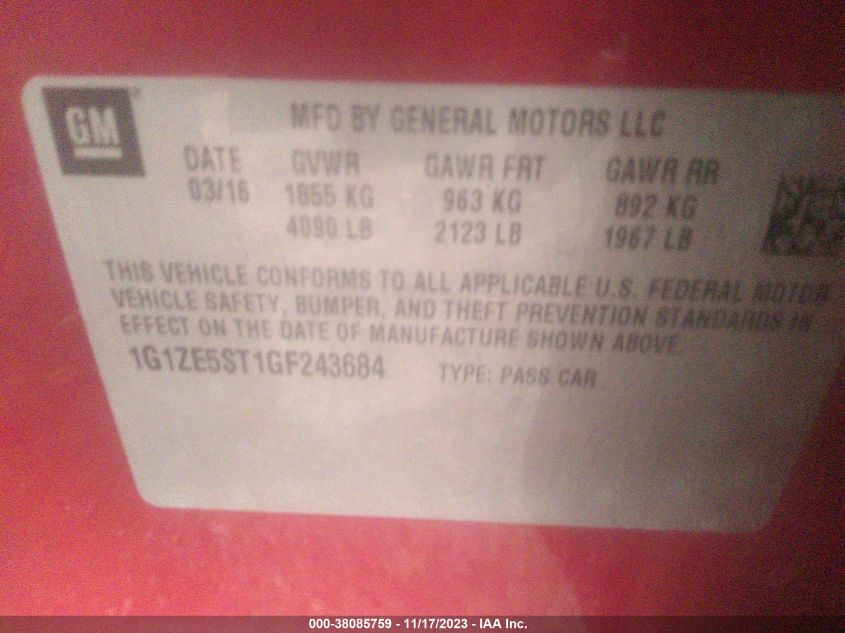 GM
MFD BY GENERAL MOTORS LLC
DATE GVWR GAWR FRT GAWR RR
03/16 1855 KG 963 KG 892 KG
4090 LB 2123 LB 1967 LB
THIS VEHICLE CONFORMS TO ALL APPLICABLE U.S. FEDERAL MOTOR
VEHICLE SAFETY, BUMPER, AND THEFT PREVENTION STANDARDS IN
EFFECT ON THE DATE OF MANUFACTURE SHOWN ABOVE.
1G1ZE5ST1GF243684 TYPE: PASS CAR
000-38085759 - 11/17/2023 - IAA Inc.